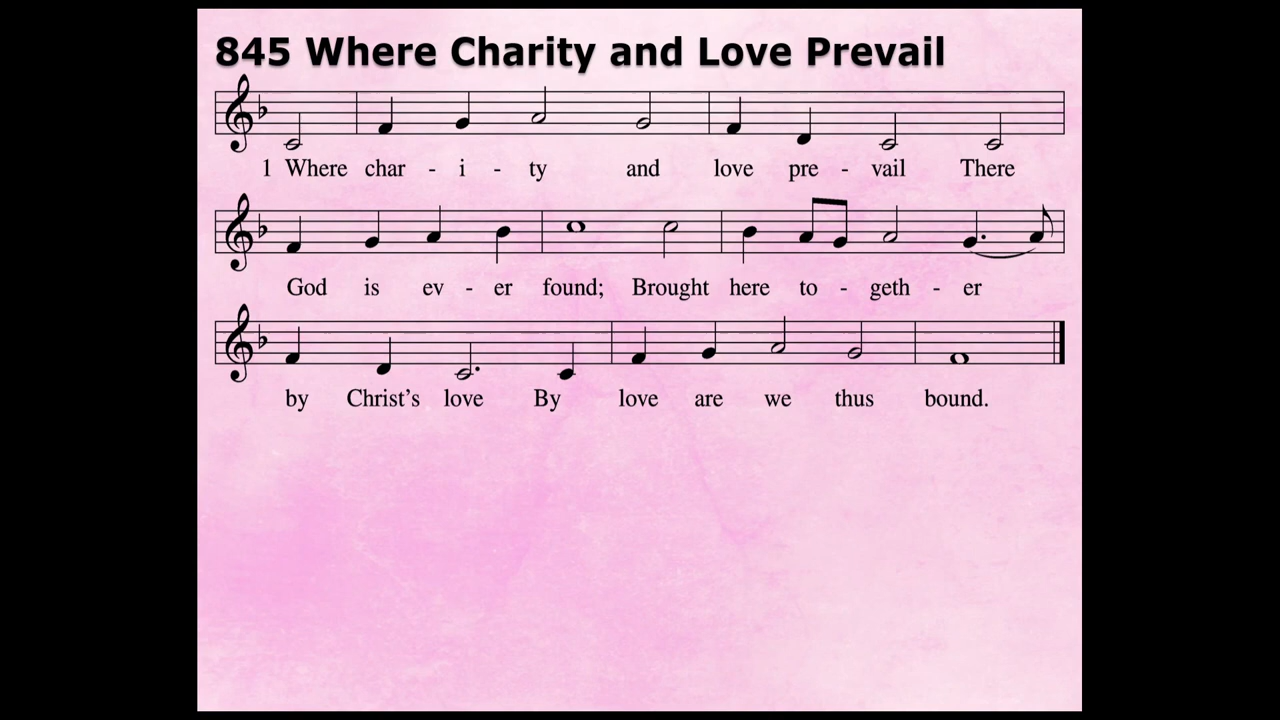 845 Where Charity and Love Prevail
1 Where char - i - ty and love pre - vail There
God is ev - er found; Brought here to - geth - er
by Christ's love By love are we thus bound.